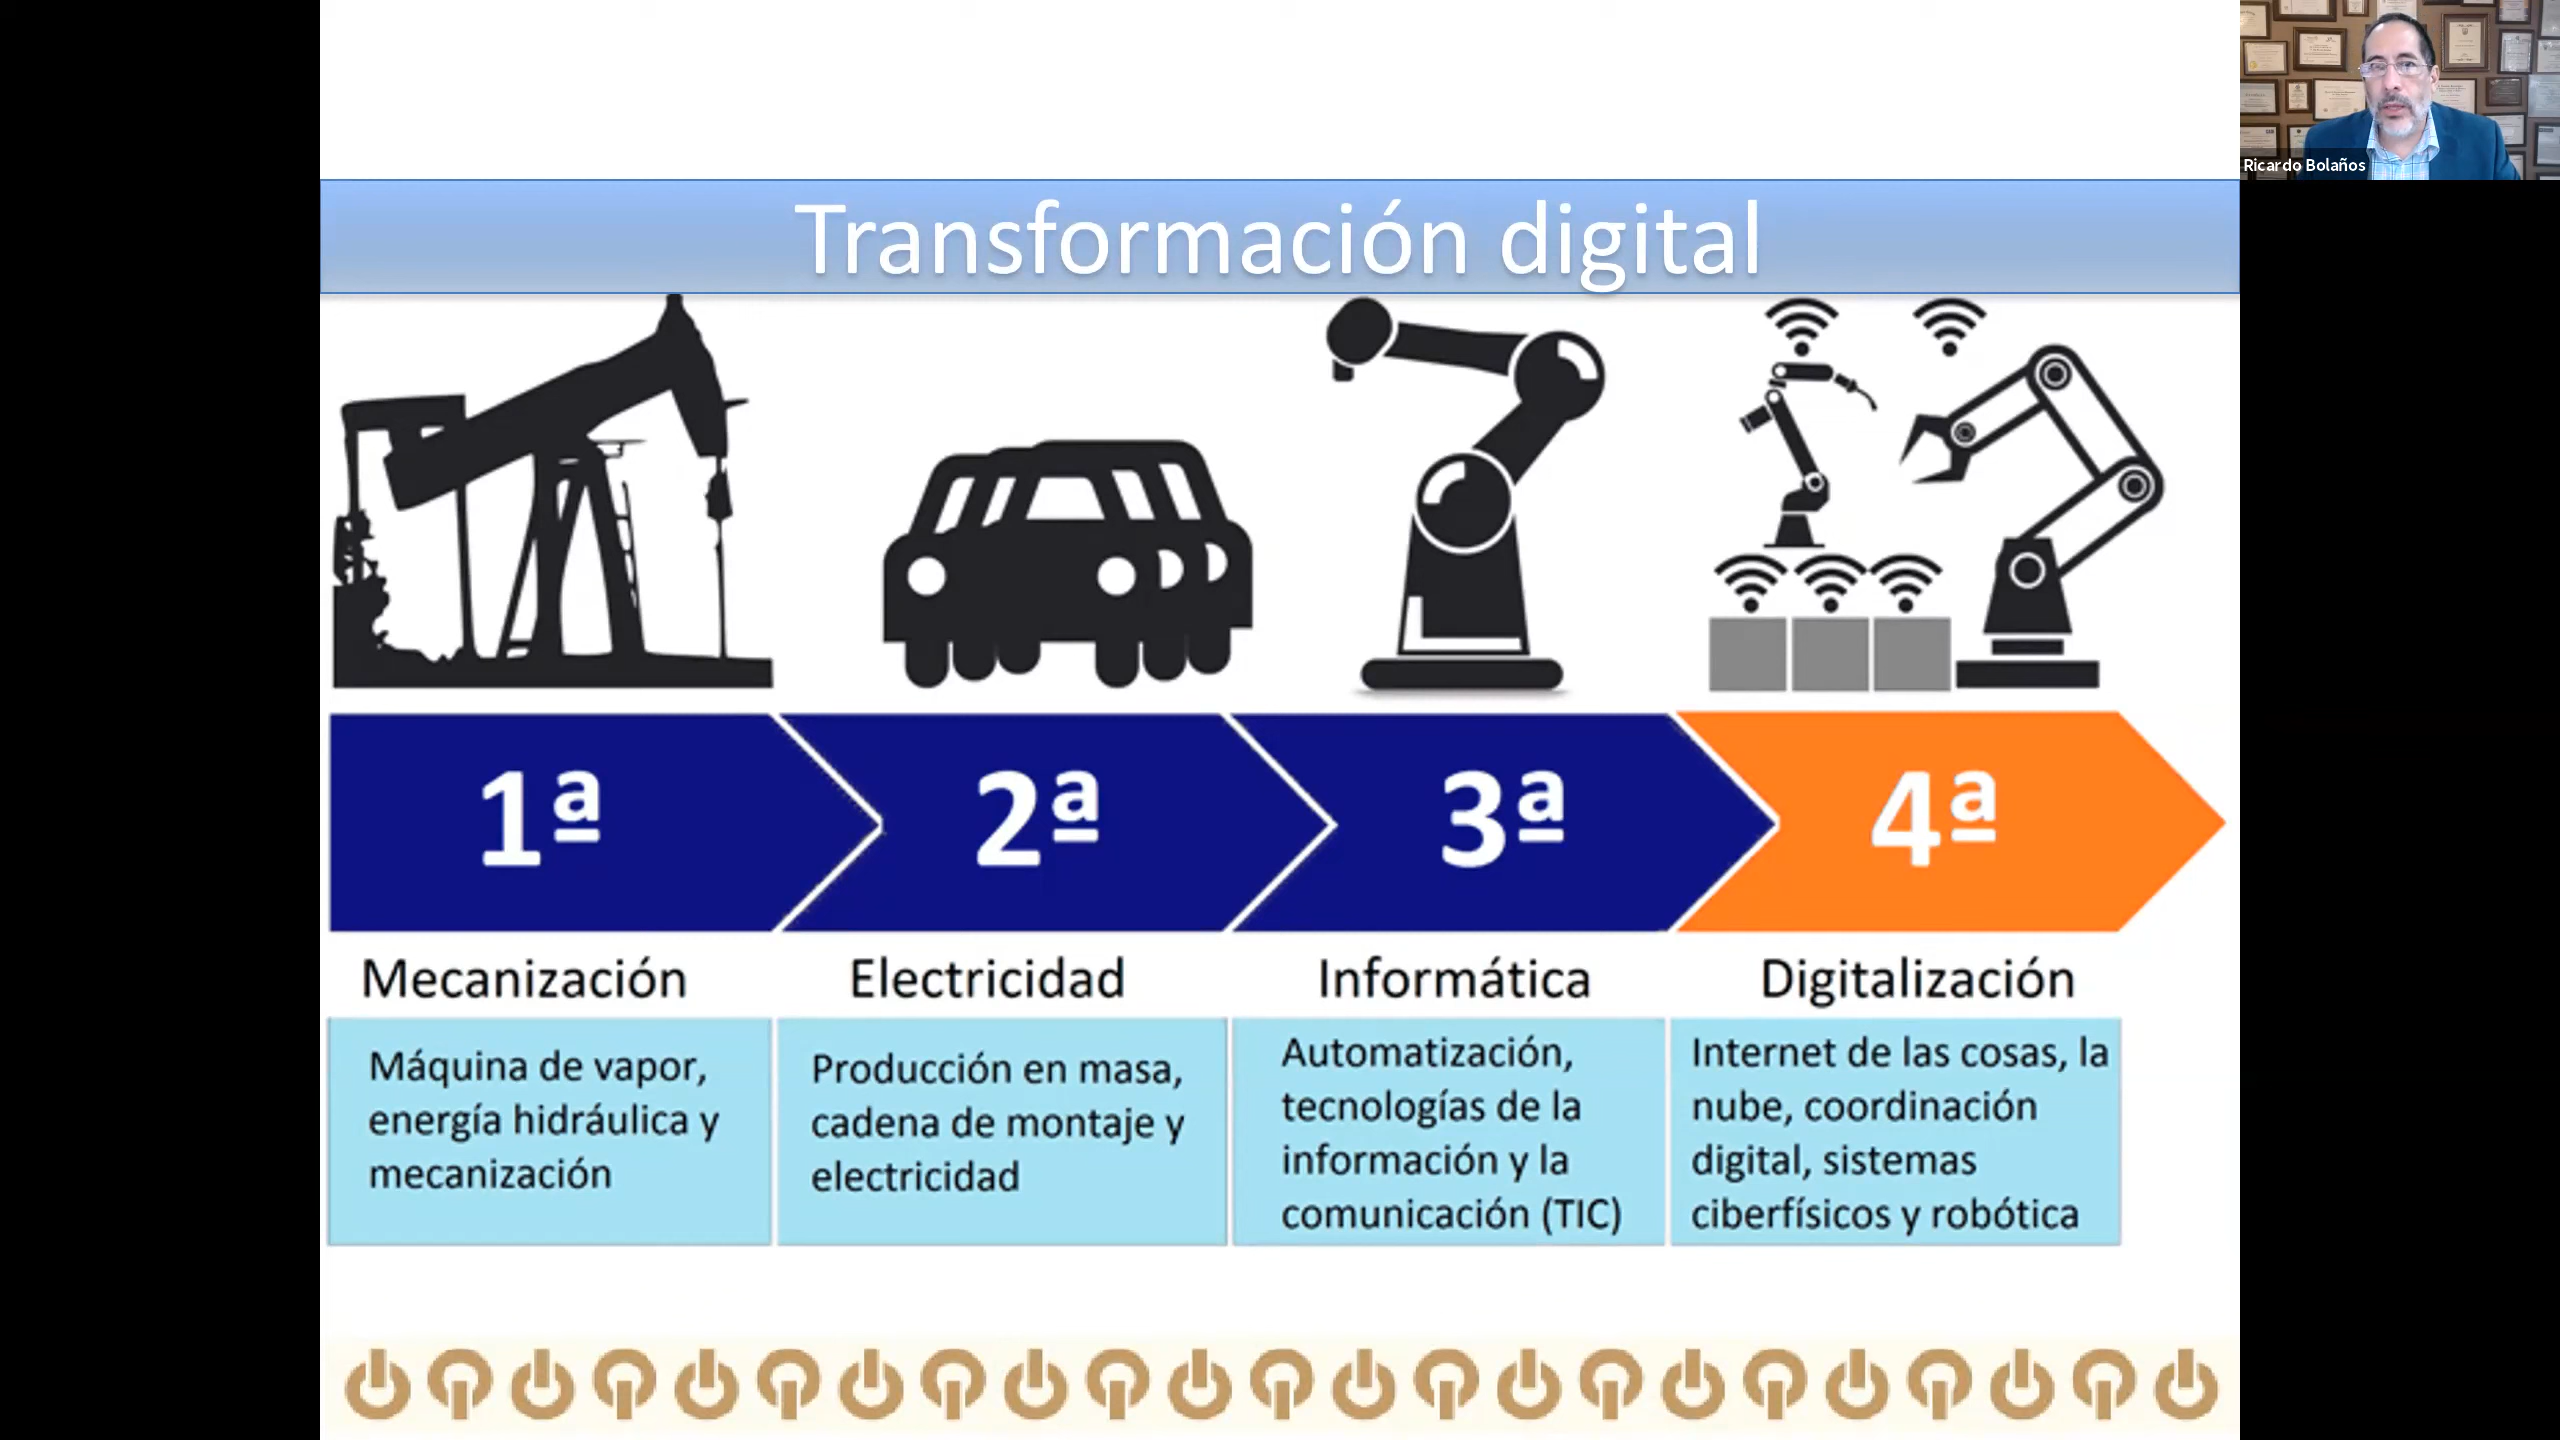 Ricardo Bolaños
Transformación digital
1ª
2ª
3ª
4ª
Mecanización
Electricidad
Informática
Digitalización
Máquina de vapor,
energía hidráulica y
mecanización
Producción en masa,
cadena de montaje y
electricidad
Automatización,
tecnologías de la
información y la
comunicación (TIC)
Internet de las cosas, la
nube, coordinación
digital, sistemas
ciberfísicos y robótica